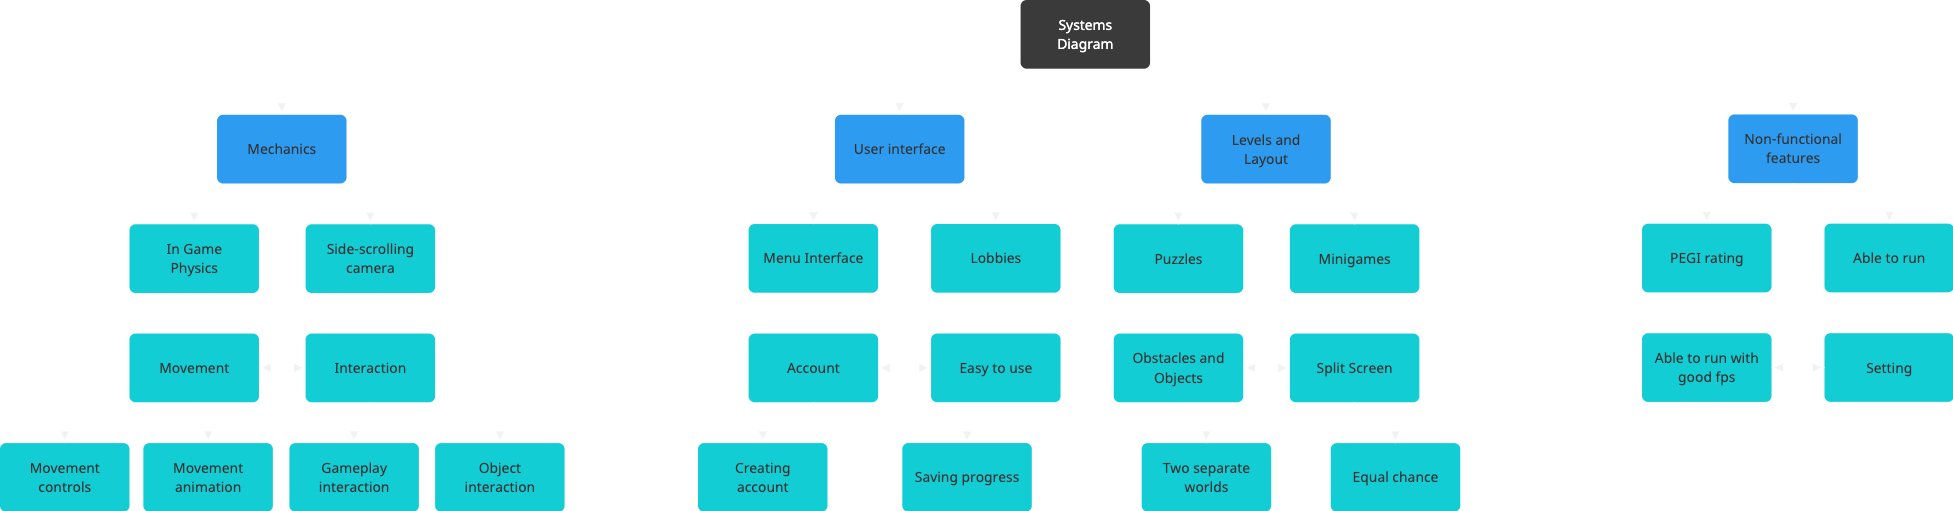 Systems
Diagram
Mechanics
User interface
Levels and
Layout
Non-functional
features
In Game
Physics
Side-scrolling
camera
Menu Interface
Lobbies
Puzzles
Minigames
PEGI rating
Able to run
Movement
Interaction
Account
Easy to use
Obstacles and
Objects
Split Screen
Able to run with
good fps
Setting
Movement
controls
Movement
animation
Gameplay
interaction
Object
interaction
Creating
account
Saving progress
Two separate
worlds
Equal chance